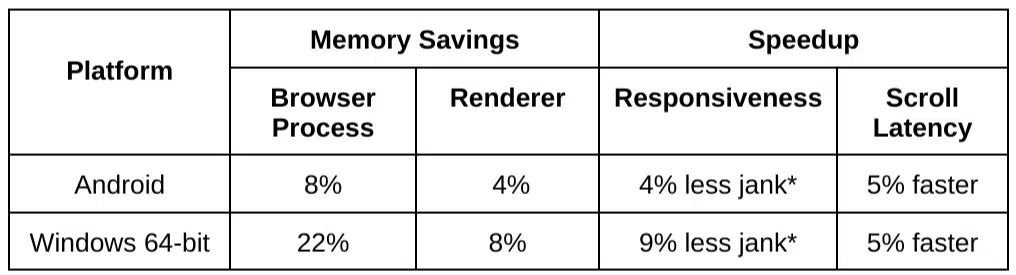 Platform
Memory Savings
Speedup
Browser
Process
Renderer
Responsiveness
Scroll
Latency
Android
8%
4%
4% less jank*
5% faster
Windows 64-bit
22%
8%
9% less jank*
5% faster